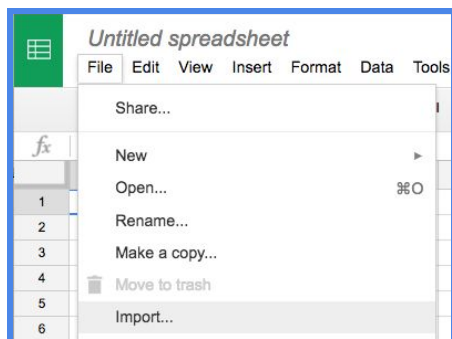 Untitled spreadsheet
File Edit View Insert Format Data Tools
Share...
fx
New ►
Open... ⌘O
1
Rename...
2
Make a copy...
3
4
Move to trash
5
Import...
6